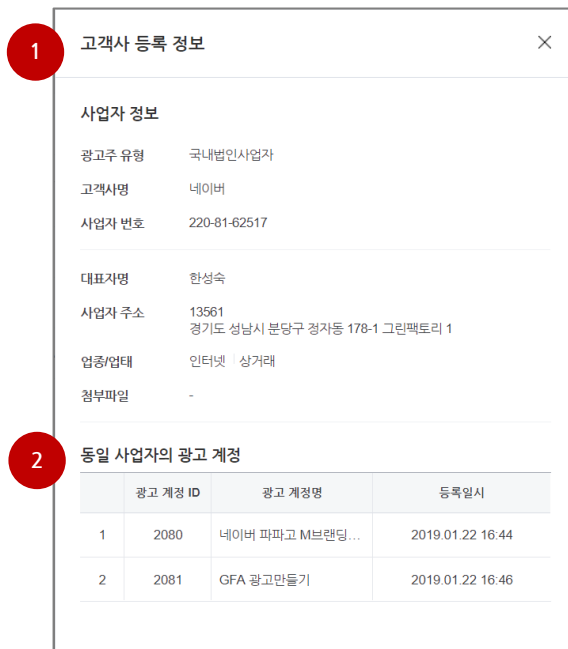 1
고객사 등록 정보
사업자 정보
광고주 유형 국내법인사업자
고객사명 네이버
사업자 번호 220-81-62517
대표자명 한성숙
사업자 주소 13561
경기도 성남시 분당구 정자동 178-1 그린팩토리 1
업종/업태 인터넷 상거래
첨부파일 -
2
동일 사업자의 광고 계정
광고 계정 ID 광고 계정명 등록일시
1 2080 네이버 파파고 M브랜딩... 2019.01.22 16:44
2 2081 GFA 광고만들기 2019.01.22 16:46